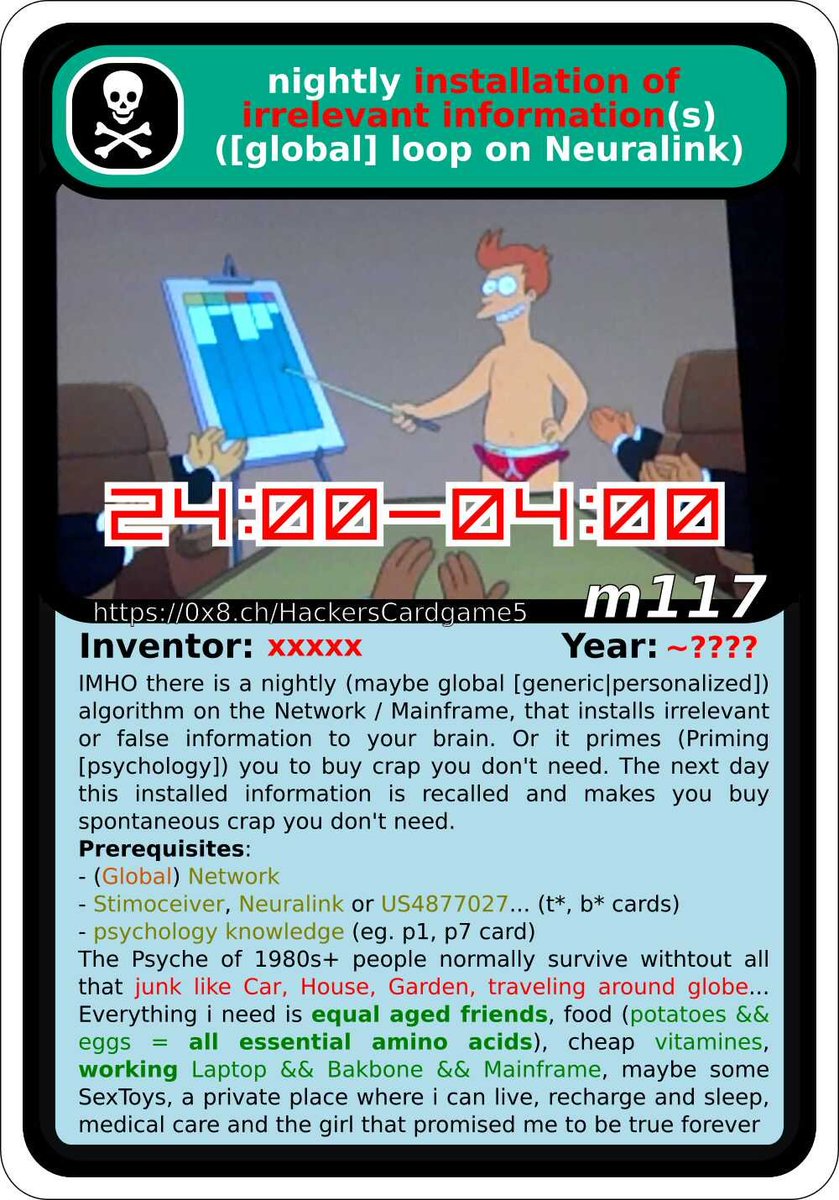 nightly installation of
irrelevant information(s)
([global] loop on Neuralink)
24:00-04:00
m117
https://0x8.ch/HackersCardgame5
Inventor: xxxxx Year: ~????
IMHO there is a nightly (maybe global [generic|personalized])
algorithm on the Network / Mainframe, that installs irrelevant
or false information to your brain. Or it primes (Priming
[psychology]) you to buy crap you don't need. The next day
this installed information is recalled and makes you buy
spontaneous crap you don't need.
Prerequisites:
- (Global) Network
- Stimoceiver, Neuralink or US4877027... (t*, b* cards)
- psychology knowledge (eg. p1, p7 card)
The Psyche of 1980s+ people normally survive withtout all
that junk like Car, House, Garden, traveling around globe...
Everything i need is equal aged friends, food (potatoes &&
eggs = all essential amino acids), cheap vitamines,
working Laptop && Bakbone && Mainframe, maybe some
SexToys, a private place where i can live, recharge and sleep,
medical care and the girl that promised me to be true forever